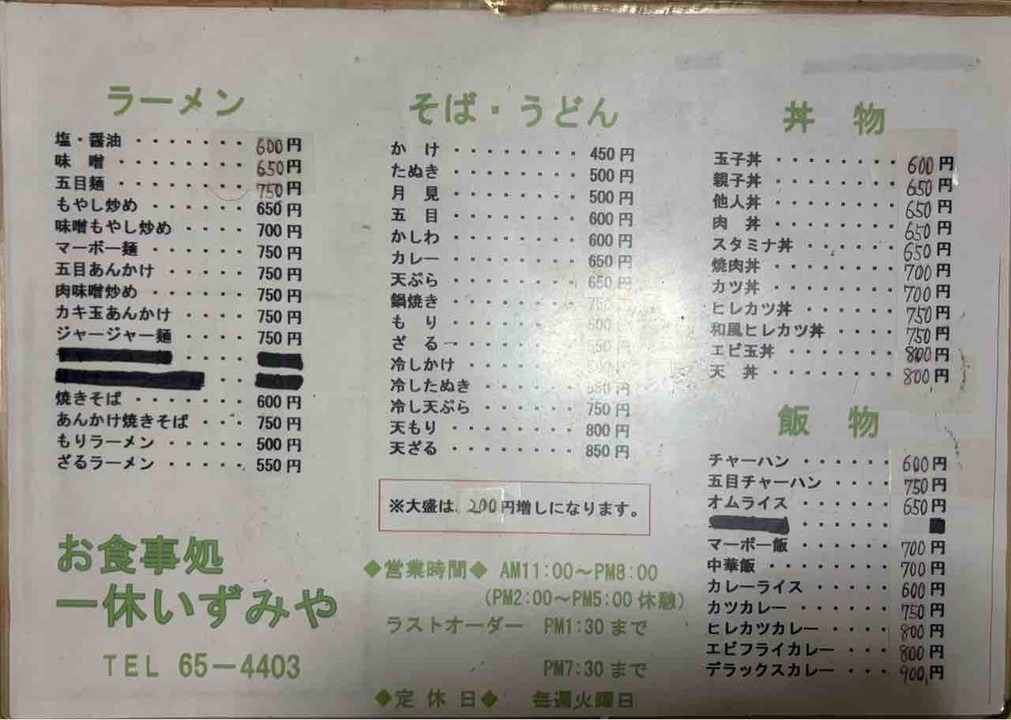 ラーメン
塩・醤油 ・・・・・・・ 600円
味　噌 ・・・・・・・ 650円
五目麺 ・・・・・・・ 750円
もやし炒め ・・・・・ 650円
味噌もやし炒め ・・・・ 700円
マーボー麺 ・・・・・ 750円
五目あんかけ ・・・・ 750円
肉味噌炒め ・・・・・ 750円
カキ玉あんかけ ・・・・ 750円
ジャージャー麺 ・・・・ 750円
焼きそば ・・・・・・ 600円
あんかけ焼きそば ・・・ 750円
もりラーメン ・・・・・ 500円
ざるラーメン ・・・・・ 550円
お食事処
一休いずみや
TEL 65－4403
そば・うどん
か　け ・・・・・・・ 450円
たぬき ・・・・・・・ 500円
月　見 ・・・・・・・ 500円
五　目 ・・・・・・・ 600円
かしわ ・・・・・・・ 600円
カレー ・・・・・・・ 650円
天ぷら ・・・・・・・ 650円
鍋焼き ・・・・・・・ 円
も　り ・・・・・・・ 円
ざ　る ・・・・・・・ 円
冷しかけ ・・・・・・ 円
冷したぬき ・・・・・ 円
冷し天ぷら ・・・・・ 750円
天もり ・・・・・・・ 800円
天ざる ・・・・・・・ 850円
※大盛は、200円増しになります。
◆営業時間◆ AM11:00～PM8:00
(PM2:00～PM5:00休憩)
ラストオーダー PM1:30まで
PM7:30まで
◆定休日◆ 毎週火曜日
丼　物
玉子丼 ・・・・・・・ 600円
親子丼 ・・・・・・・ 650円
他人丼 ・・・・・・・ 650円
肉　丼 ・・・・・・・ 650円
スタミナ丼 ・・・・・ 650円
焼肉丼 ・・・・・・・ 700円
カツ丼 ・・・・・・・ 700円
ヒレカツ丼 ・・・・・ 750円
和風ヒレカツ丼 ・・・・ 750円
エビ玉丼 ・・・・・・ 800円
天　丼 ・・・・・・・ 800円
飯　物
チャーハン ・・・・・ 600円
五目チャーハン ・・・・ 750円
オムライス ・・・・・ 650円
マーボー飯 ・・・・・ 700円
中華飯 ・・・・・・・ 700円
カレーライス ・・・・・ 600円
カツカレー ・・・・・ 750円
ヒレカツカレー ・・・・ 800円
エビフライカレー ・・・ 800円
デラックスカレー ・・・ 900円